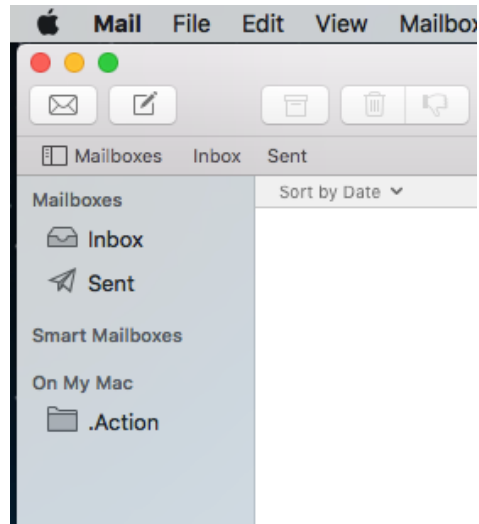 Mail File Edit View Mailbox
Mailboxes Inbox Sent
Sort by Date
Mailboxes
Inbox
Sent
Smart Mailboxes
On My Mac
.Action